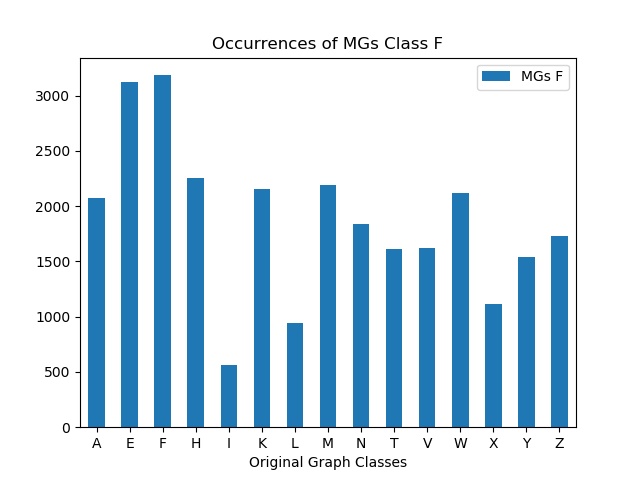 Occurrences of MGs Class F
MGs F
3000
2500
2000
1500
1000
500
0
A E F H I K L M N T V W X Y Z
Original Graph Classes